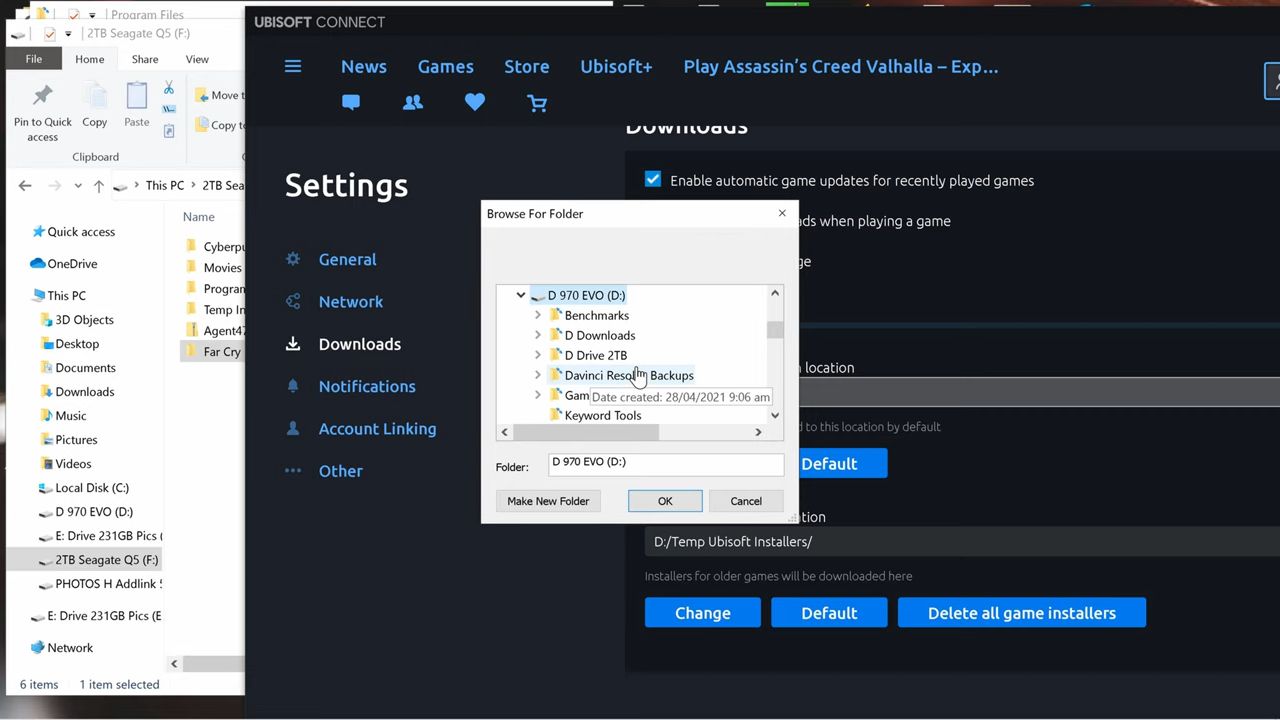 Program Files
2TB Seagate Q5 (F:)
File Home Share View
Pin to Quick access
Copy
Paste
Move t
Copy to
Clipboard
This PC 2TB Sea
Name
Quick access
OneDrive
This PC
3D Objects
Desktop
Documents
Downloads
Music
Pictures
Videos
Local Disk (C:)
D 970 EVO (D:)
E: Drive 231GB Pics (
2TB Seagate Q5 (F:)
PHOTOS H Addlink 5
E: Drive 231GB Pics (E
Network
Cyberpu
Movies
Program
Temp In
Agent47
Far Cry
6 items 1 item selected
UBISOFT CONNECT
News Games Store Ubisoft+ Play Assassin's Creed Valhalla – Exp...
Settings
General
Network
Downloads
Notifications
Account Linking
Other
Downloads
Enable automatic game updates for recently played games
ads when playing a game
ge
n location
d to this location by default
Default
ation
D:/Temp Ubisoft Installers/
Installers for older games will be downloaded here
Change Default Delete all game installers
Browse For Folder
D 970 EVO (D:)
Benchmarks
D Downloads
D Drive 2TB
Davinci Resolve Backups
Gam
Date created: 28/04/2021 9:06 am
Keyword Tools
Folder: D 970 EVO (D:)
Make New Folder OK Cancel